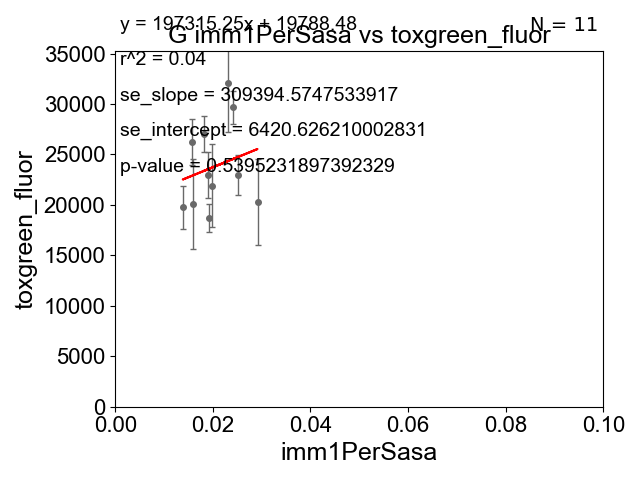 y = 197315.25x + 19788.48
N = 11
G imm1PerSasa vs toxgreen_fluor
r^2 = 0.04
se_slope = 309394.5747533917
se_intercept = 6420.626210002831
p-value = 0.5395231897392329
35000
30000
25000
20000
15000
10000
5000
0
toxgreen_fluor
0.00 0.02 0.04 0.06 0.08 0.10
imm1PerSasa